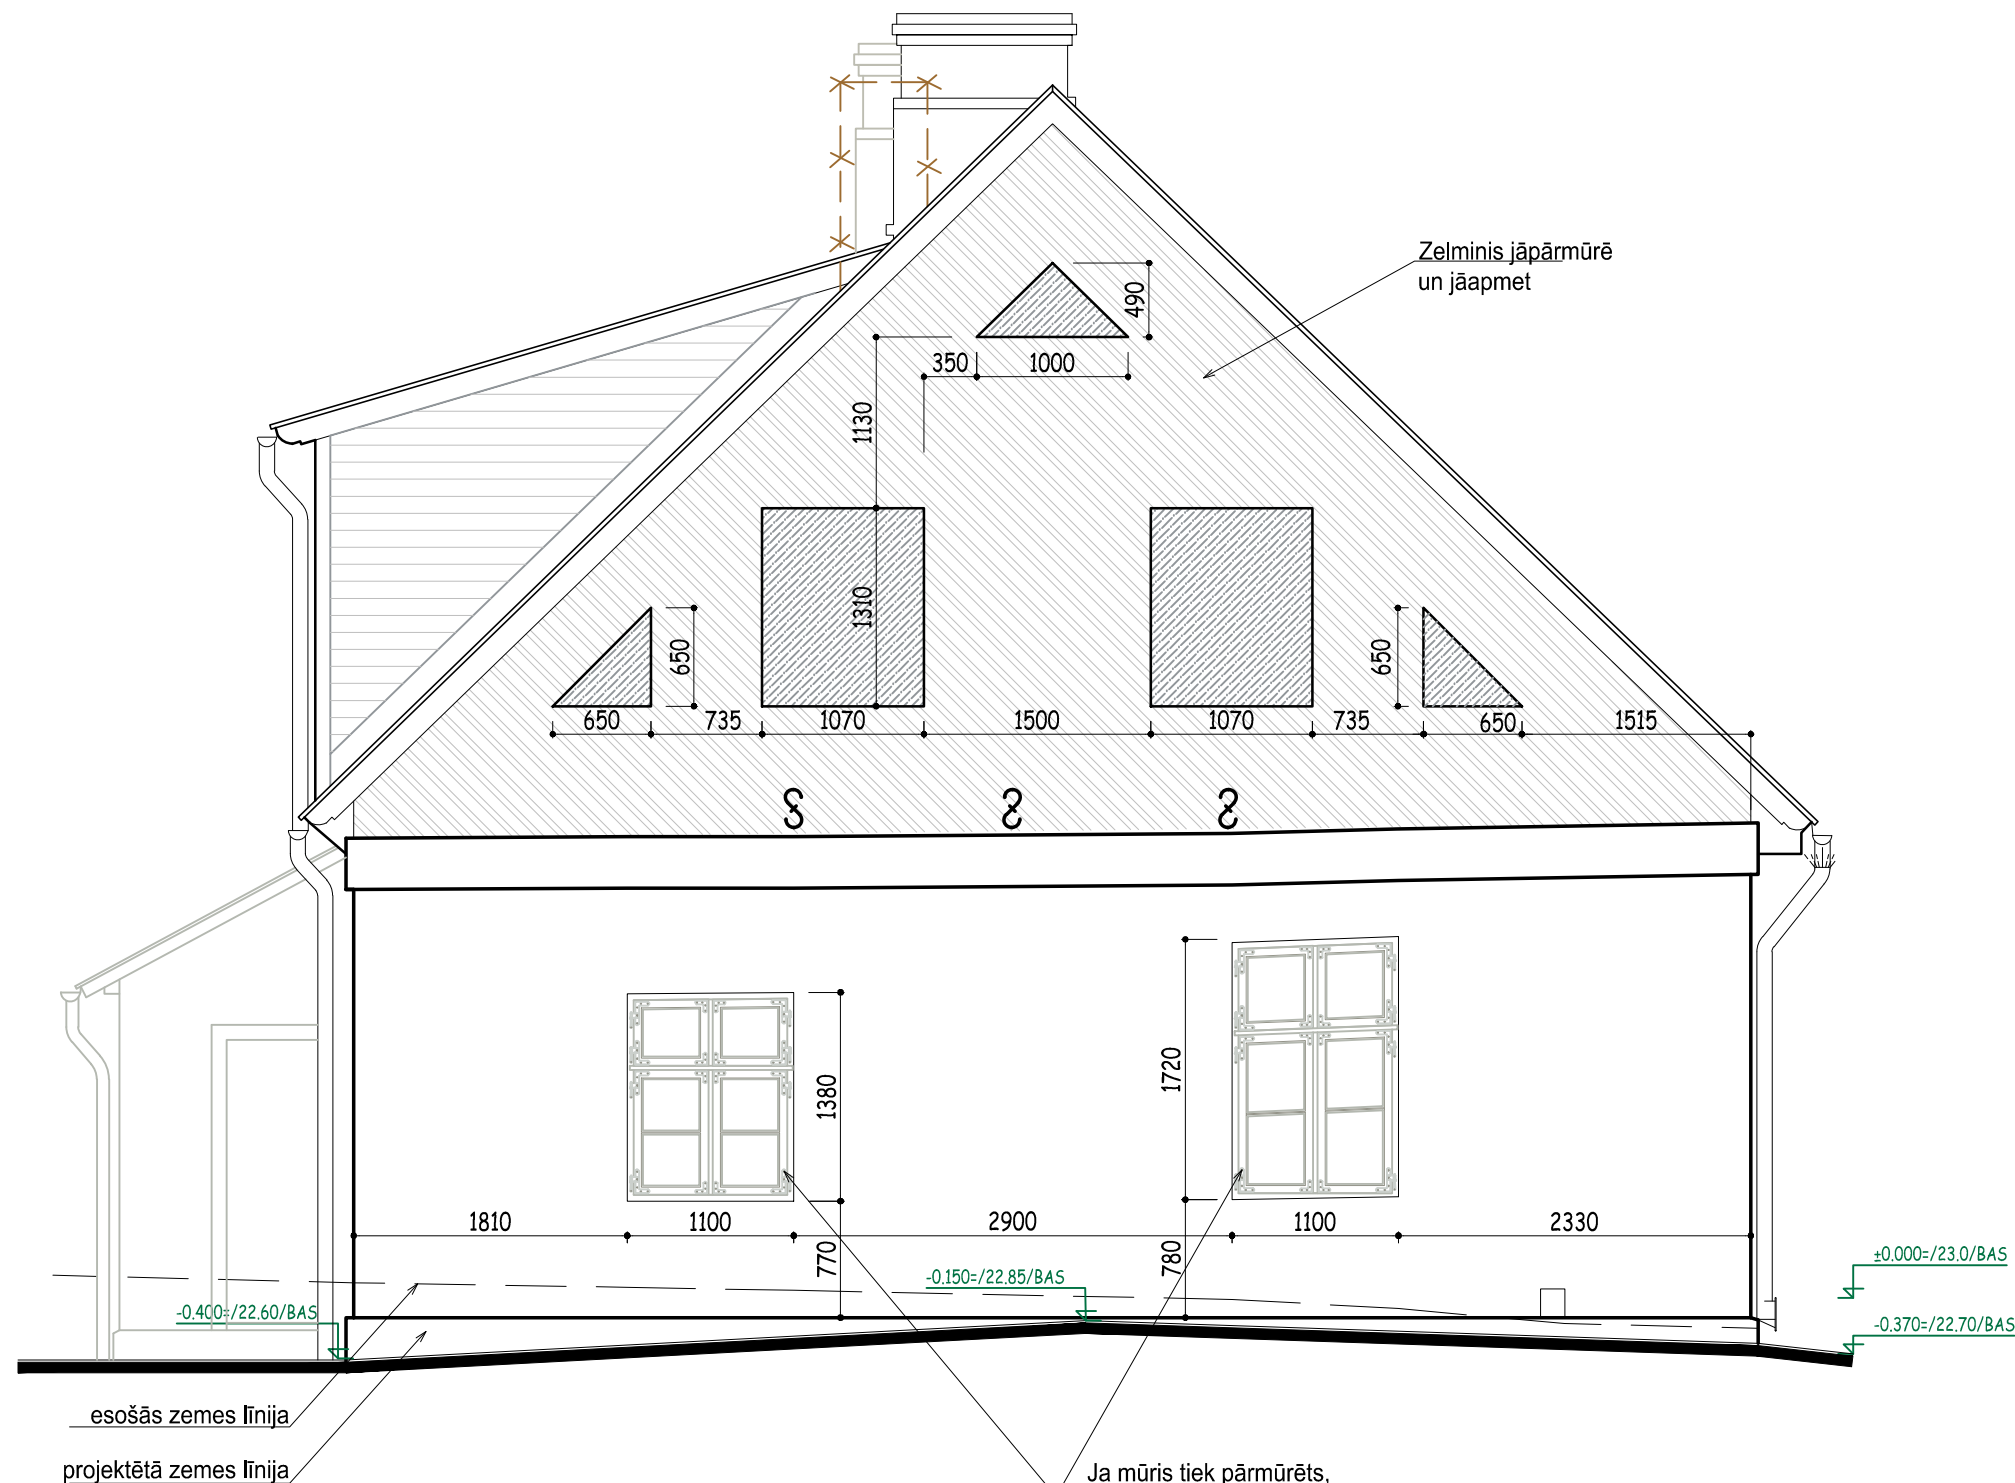 Zelminis jāpārmūrē
un jāapmet
490
350
1000
1130
1310
650
650
650
735
1070
1500
1070
735
650
1515
1380
1720
1810
1100
2900
1100
2330
770
780
±0.000=/23.0/BAS
-0.150=/22.85/BAS
-0.400=/22.60/BAS
-0.370=/22.70/BAS
esošās zemes līnija
projektētā zemes līnija
Ja mūris tiek pārmūrēts,